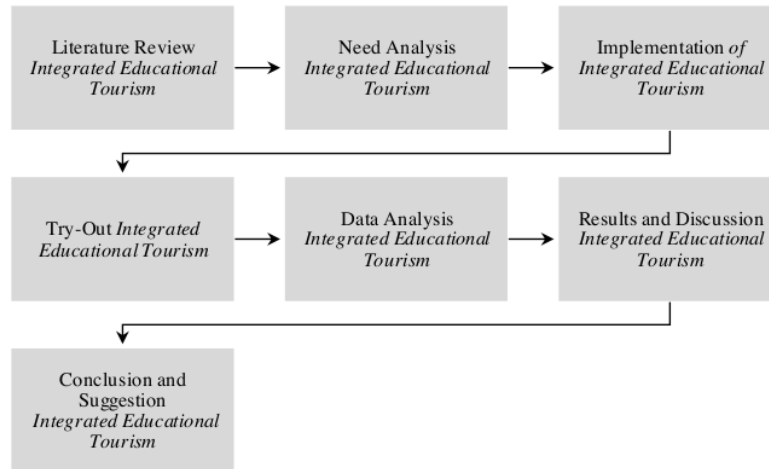 Literature Review
Integrated Educational
Tourism
Need Analysis
Integrated Educational
Tourism
Implementation of
Integrated Educational
Tourism
Try-Out Integrated
Educational Tourism
Data Analysis
Integrated Educational
Tourism
Results and Discussion
Integrated Educational
Tourism
Conclusion and
Suggestion
Integrated Educational
Tourism